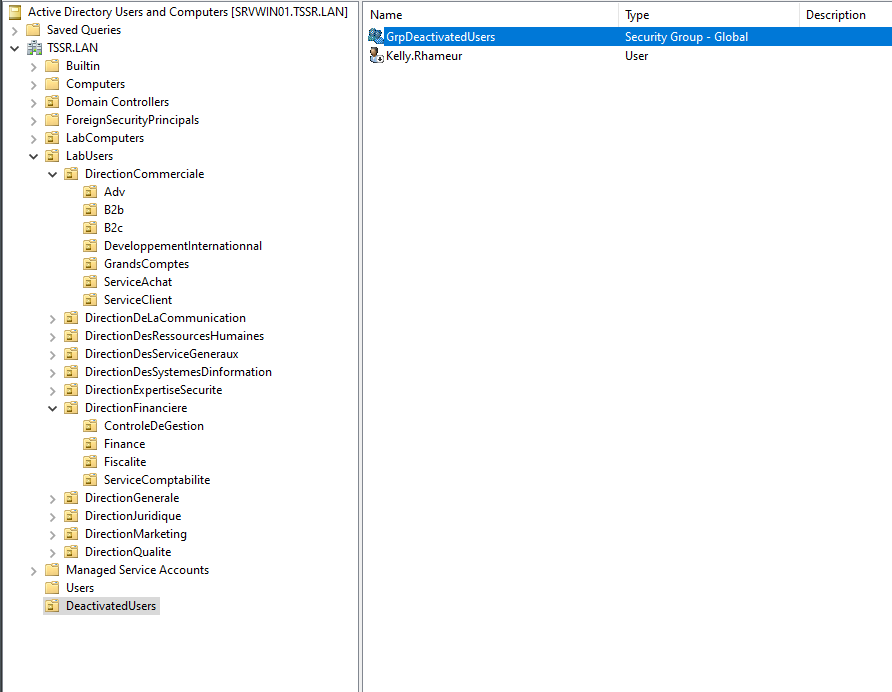 Active Directory Users and Computers [SRVWIN01.TSSR.LAN]
Saved Queries
TSSR.LAN
Builtin
Computers
Domain Controllers
ForeignSecurityPrincipals
LabComputers
LabUsers
DirectionCommerciale
Adv
B2b
B2c
DeveloppementInternationnal
GrandsComptes
ServiceAchat
ServiceClient
DirectionDeLaCommunication
DirectionDesRessourcesHumaines
DirectionDesServiceGeneraux
DirectionDesSystemesDinformation
DirectionExpertiseSecurite
DirectionFinanciere
ControleDeGestion
Finance
Fiscalite
ServiceComptabilite
DirectionGenerale
DirectionJuridique
DirectionMarketing
DirectionQualite
Managed Service Accounts
Users
DeactivatedUsers
Name Type Description
GrpDeactivatedUsers Security Group - Global
Kelly.Rhameur User